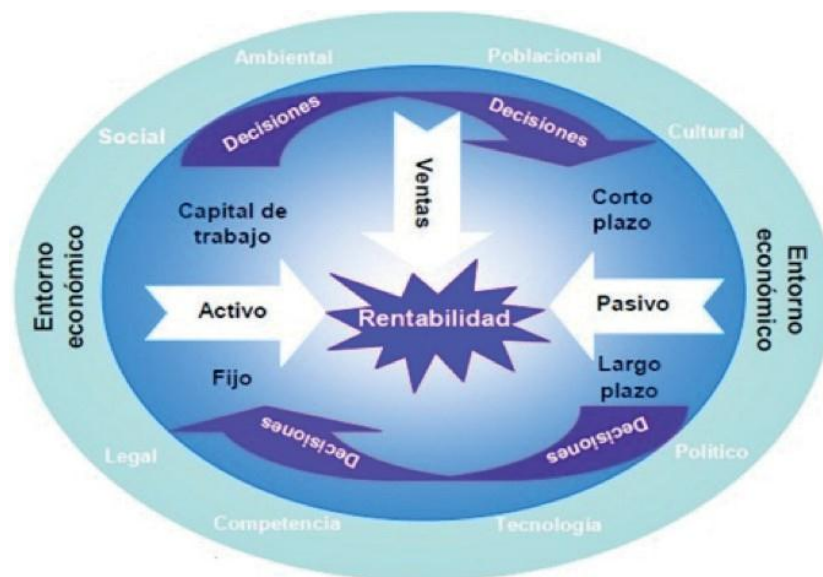 Ambiental
Poblacional
Social
Decisiones
Decisiones
Cultural
Ventas
Capital de
trabajo
Corto
plazo
Entorno
económico
Activo
Rentabilidad
Pasivo
Entorno
económico
Fijo
Largo
plazo
Decisiones
Decisiones
Legal
Político
Competencia
Tecnología